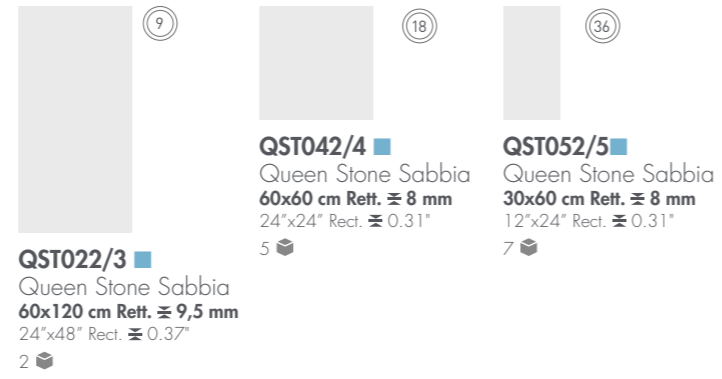 9
QST022/3
Queen Stone Sabbia
60x120 cm Rett. 9,5 mm
24”x48” Rect. 0.37"
2
18
QST042/4
Queen Stone Sabbia
60x60 cm Rett. 8 mm
24”x24” Rect. 0.31"
5
36
QST052/5
Queen Stone Sabbia
30x60 cm Rett. 8 mm
12”x24” Rect. 0.31"
7